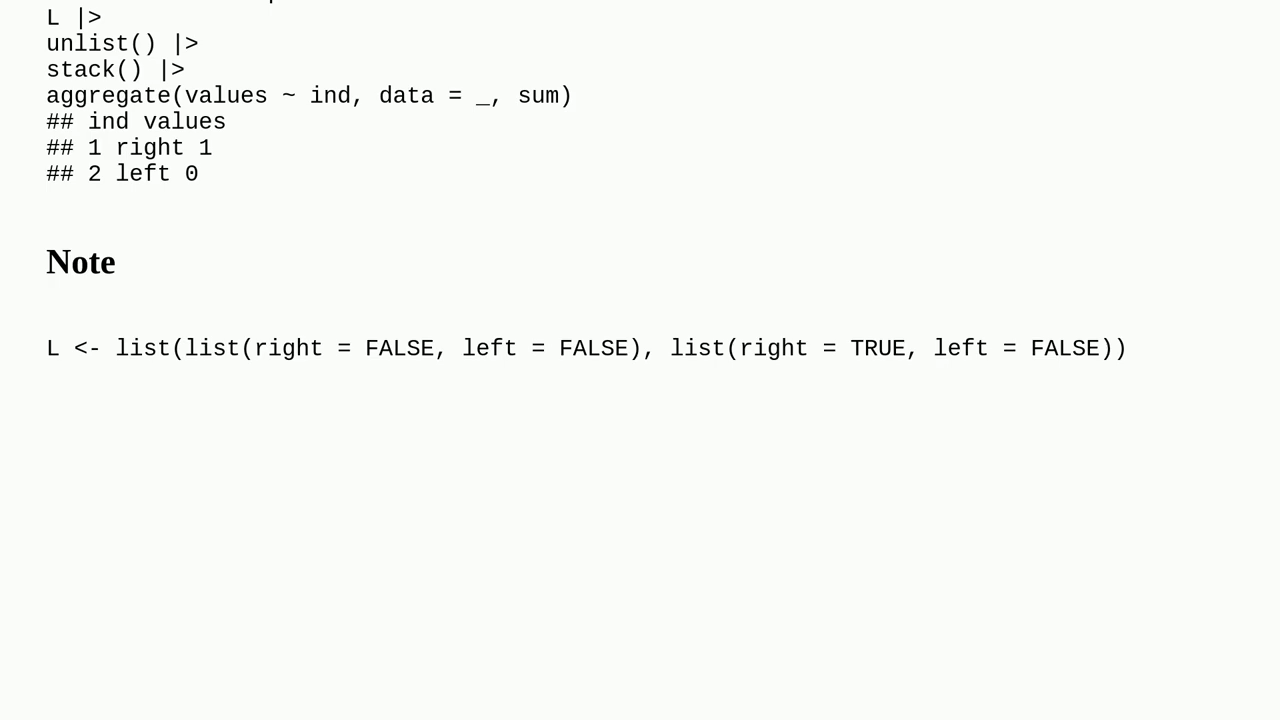 L |>
unlist() |>
stack() |>
aggregate(values ~ ind, data = _, sum)
## ind values
## 1 right 1
## 2 left 0
Note
L <- list(list(right = FALSE, left = FALSE), list(right = TRUE, left = FALSE))